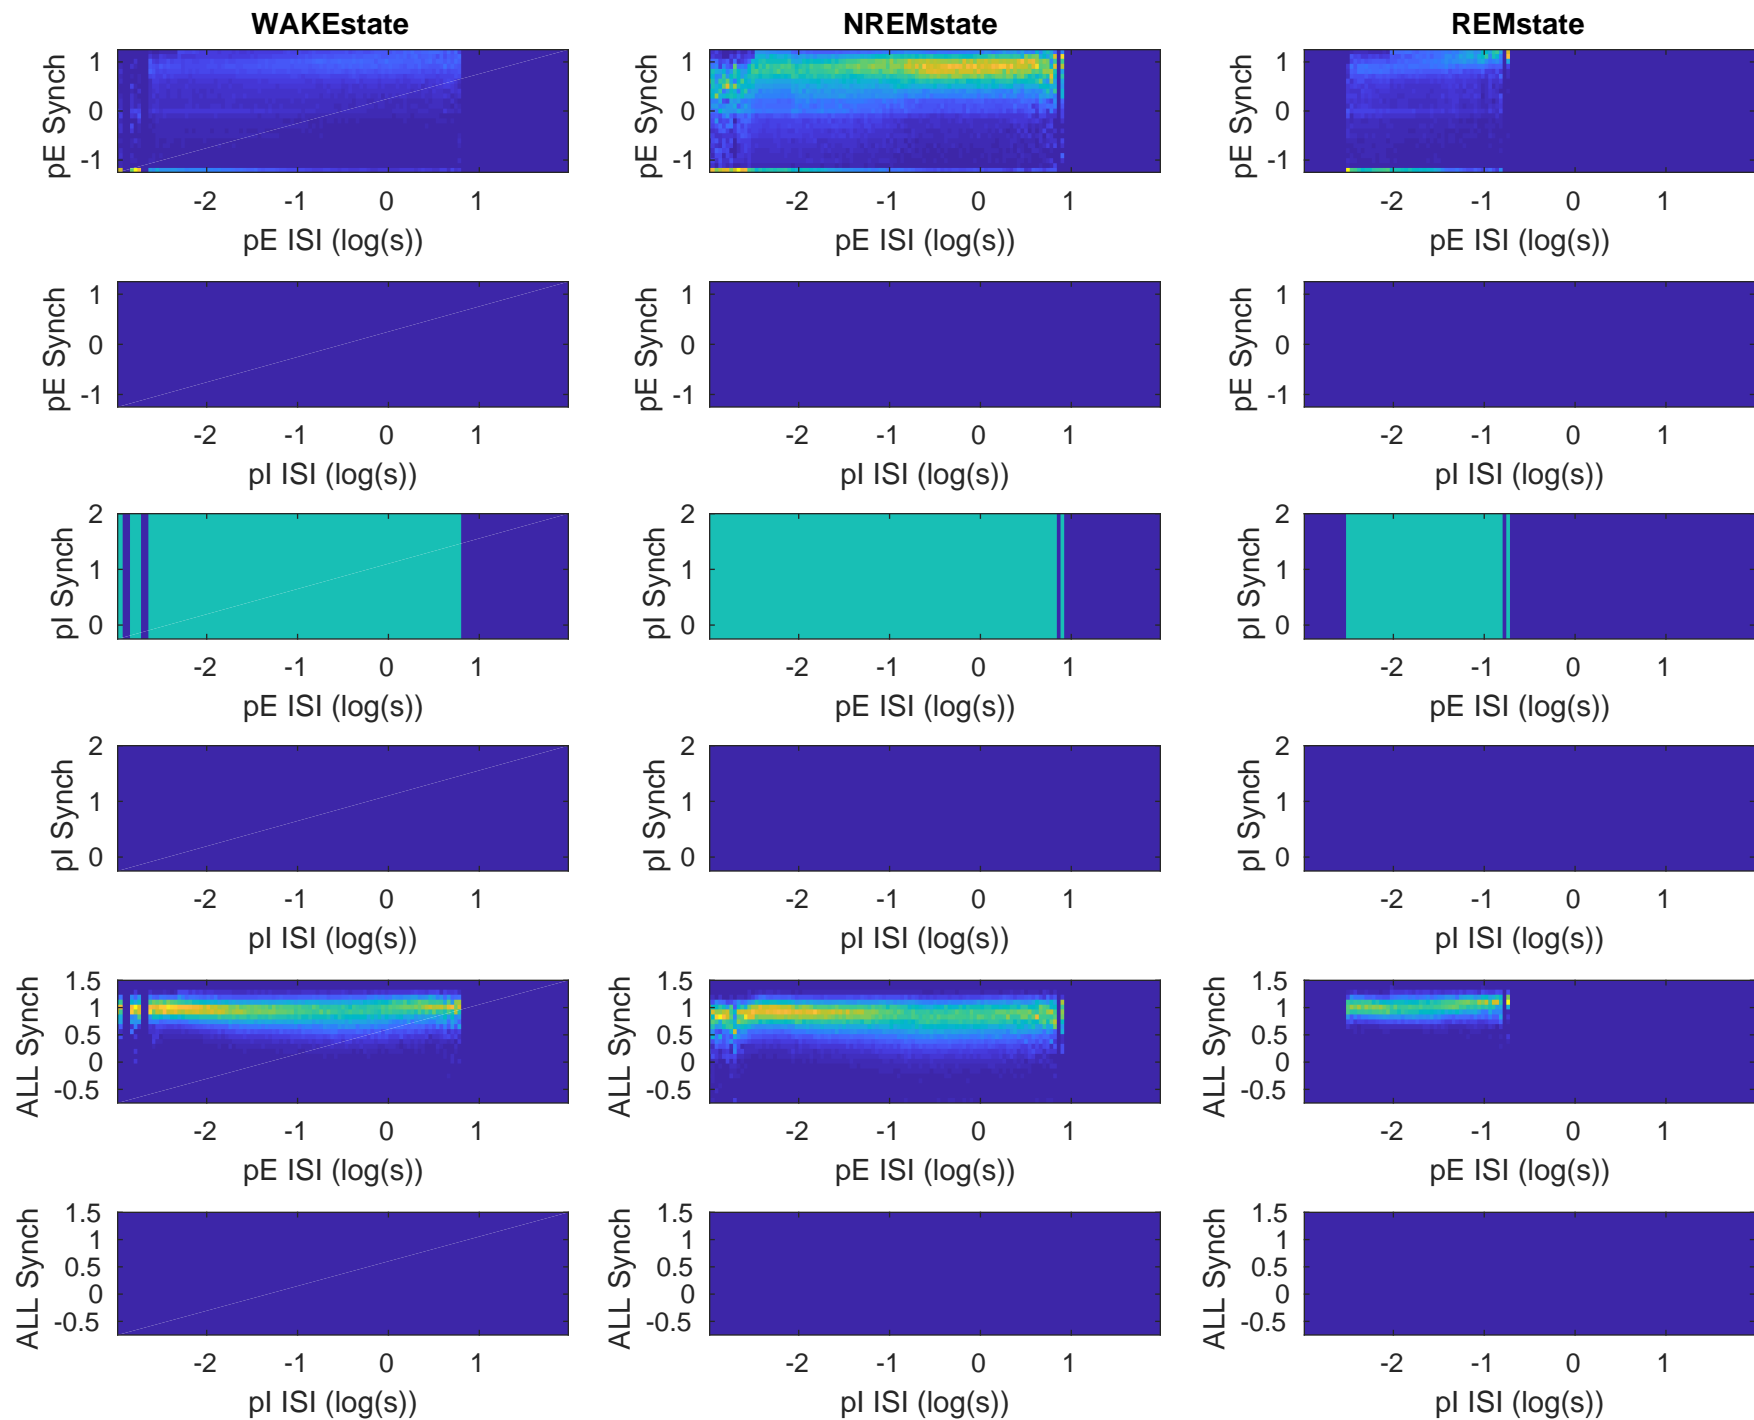 WAKEstate NREMstate REMstate
pE Synch 1 0 -1 pE Synch 1 0 -1 pE Synch 1 0 -1
-2 -1 0 1 -2 -1 0 1 -2 -1 0 1
pE ISI (log(s)) pE ISI (log(s)) pE ISI (log(s))
pE Synch 1 0 -1 pE Synch 1 0 -1 pE Synch 1 0 -1
-2 -1 0 1 -2 -1 0 1 -2 -1 0 1
pI ISI (log(s)) pI ISI (log(s)) pI ISI (log(s))
pI Synch 2 1 0 pI Synch 2 1 0 pI Synch 2 1 0
-2 -1 0 1 -2 -1 0 1 -2 -1 0 1
pE ISI (log(s)) pE ISI (log(s)) pE ISI (log(s))
pI Synch 2 1 0 pI Synch 2 1 0 pI Synch 2 1 0
-2 -1 0 1 -2 -1 0 1 -2 -1 0 1
pI ISI (log(s)) pI ISI (log(s)) pI ISI (log(s))
ALL Synch 1.5 1 0.5 0 -0.5 ALL Synch 1.5 1 0.5 0 -0.5 ALL Synch 1.5 1 0.5 0 -0.5
-2 -1 0 1 -2 -1 0 1 -2 -1 0 1
pE ISI (log(s)) pE ISI (log(s)) pE ISI (log(s))
ALL Synch 1.5 1 0.5 0 -0.5 ALL Synch 1.5 1 0.5 0 -0.5 ALL Synch 1.5 1 0.5 0 -0.5
-2 -1 0 1 -2 -1 0 1 -2 -1 0 1
pI ISI (log(s)) pI ISI (log(s)) pI ISI (log(s))